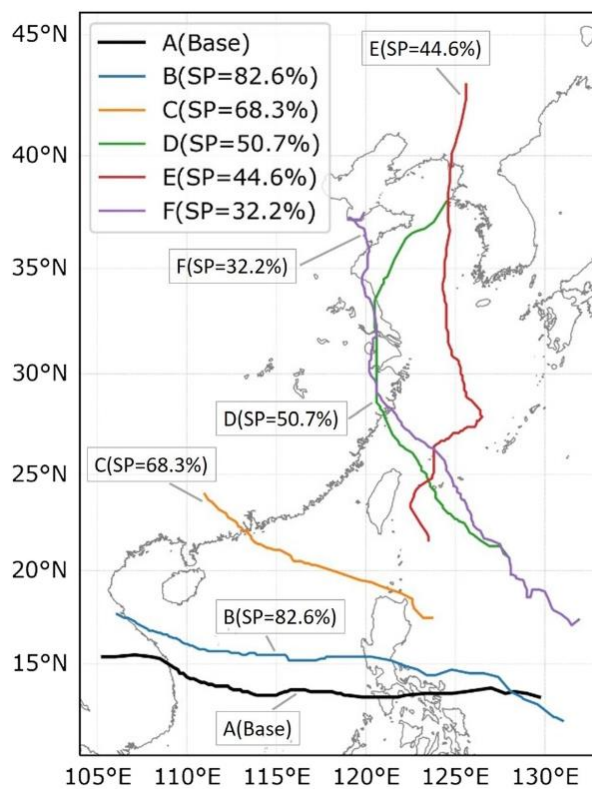 45°N
40°N
35°N
30°N
25°N
20°N
15°N
A(Base)
B(SP=82.6%)
C(SP=68.3%)
D(SP=50.7%)
E(SP=44.6%)
F(SP=32.2%)
E(SP=44.6%)
F(SP=32.2%)
D(SP=50.7%)
C(SP=68.3%)
B(SP=82.6%)
A(Base)
105°E 110°E 115°E 120°E 125°E 130°E